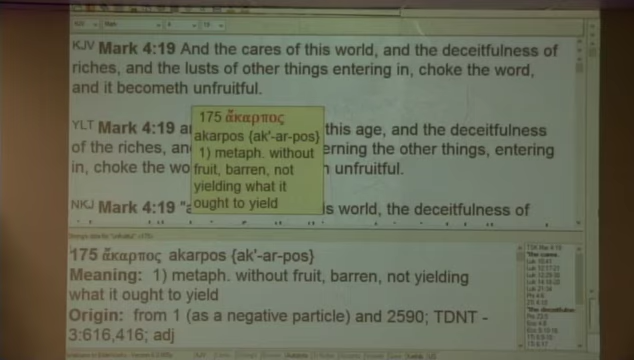 KJV Mark 4:19 And the cares of this world, and the deceitfulness of
riches, and the lusts of other things entering in, choke the word,
and it becometh unfruitful.
YLT Mark 4:19 this age, and the deceitfulness
of the riches, the other things, entering
in, choke the unfruitful.
175 ἄκαρπος
akarpos {ak'-ar-pos}
1) metaph. without
fruit, barren, not
yielding what it
ought to yield
NKJ Mark 4:19 world, the deceitfulness of
175 ἄκαρπος akarpos {ak'-ar-pos}
Meaning: 1) metaph. without fruit, barren, not yielding
what it ought to yield
Origin: from 1 (as a negative particle) and 2590; TDNT -
3:616,416; adj